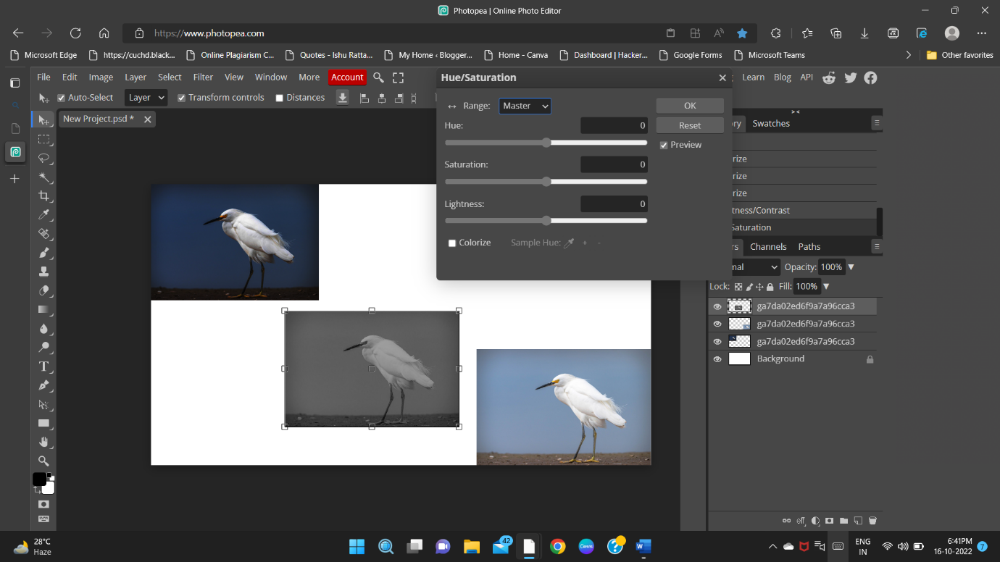 Photopea | Online Photo Editor
https://www.photopea.com
Microsoft Edge
https://cuchd.black...
Online Plagiarism C...
Quotes - Ishu Ratta...
My Home ‹ Blogger...
Home - Canva
Dashboard | Hacker...
Google Forms
Microsoft Teams
Other favorites
File Edit Image Layer Select Filter View Window More Account
Learn Blog API
Auto-Select Layer Transform controls Distances
New Project.psd *
Hue/Saturation
Range: Master
OK
Hue: 0
Reset
Preview
Saturation: 0
Lightness: 0
Colorize Sample Hue: + -
> <
ry Swatches
rize
rize
rize
tness/Contrast
Saturation
rs Channels Paths
mal Opacity: 100%
Lock: Fill: 100%
ga7da02ed6f9a7a96cca3
ga7da02ed6f9a7a96cca3
ga7da02ed6f9a7a96cca3
Background
eff
28°C
Haze
42
Canva
ENG
IN
6:41PM
16-10-2022
7